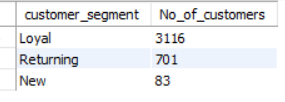 customer_segment No_of_customers
Loyal 3116
Returning 701
New 83